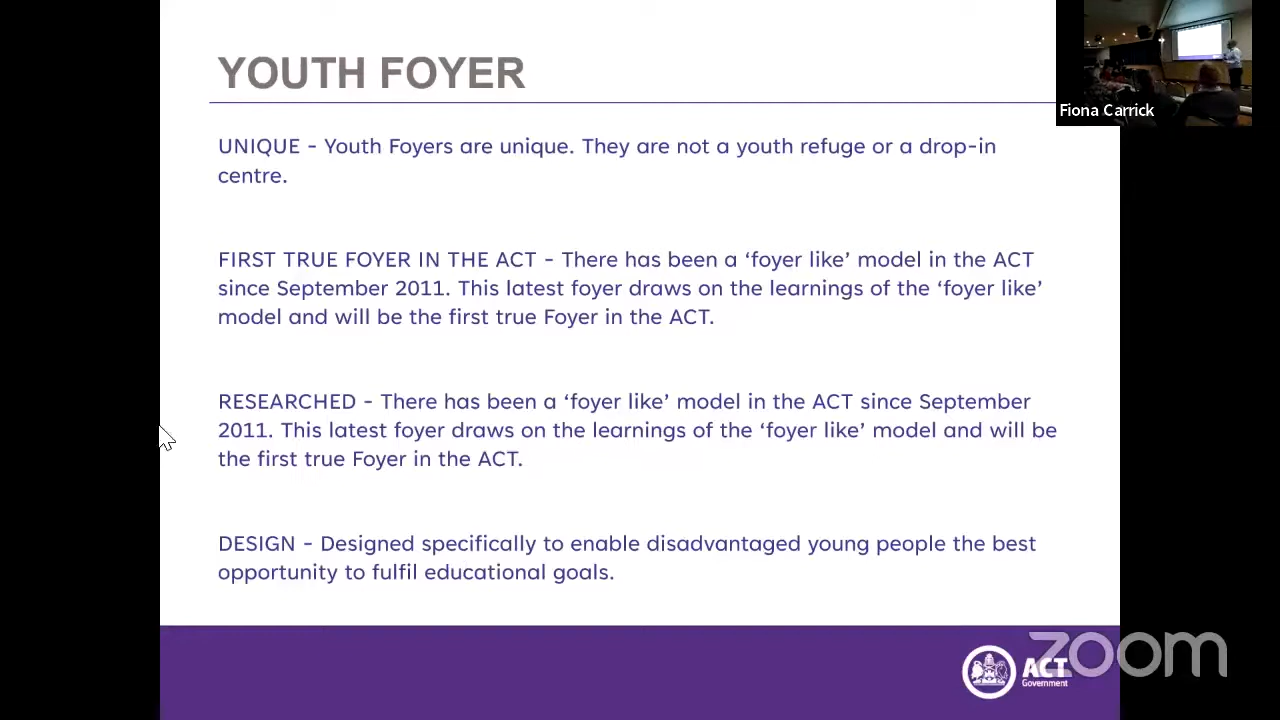 YOUTH FOYER
Fiona Carrick
UNIQUE - Youth Foyers are unique. They are not a youth refuge or a drop-in
centre.
FIRST TRUE FOYER IN THE ACT - There has been a ‘foyer like’ model in the ACT
since September 2011. This latest foyer draws on the learnings of the ‘foyer like’
model and will be the first true Foyer in the ACT.
RESEARCHED - There has been a ‘foyer like’ model in the ACT since September
2011. This latest foyer draws on the learnings of the ‘foyer like’ model and will be
the first true Foyer in the ACT.
DESIGN - Designed specifically to enable disadvantaged young people the best
opportunity to fulfil educational goals.
ACT
Government
zoom